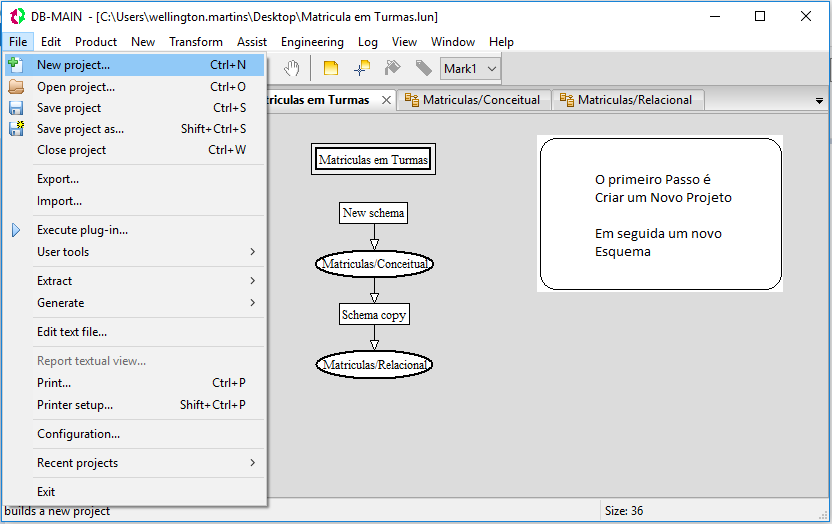 DB-MAIN - [C:\Users\wellington.martins\Desktop\Matricula em Turmas.lun]
File Edit Product New Transform Assist Engineering Log View Window Help
Mark1
triculas em Turmas Matriculas/Conceitual Matriculas/Relacional
New project... Ctrl+N
Open project... Ctrl+O
Save project Ctrl+S
Save project as... Shift+Ctrl+S
Close project Ctrl+W
Export...
Import...
Execute plug-in...
User tools
Extract
Generate
Edit text file...
Report textual view...
Print... Ctrl+P
Printer setup... Shift+Ctrl+P
Configuration...
Recent projects
Exit
Matriculas em Turmas
New schema
Matriculas/Conceitual
Schema copy
Matriculas/Relacional
O primeiro Passo é
Criar um Novo Projeto
Em seguida um novo
Esquema
builds a new project Size: 36